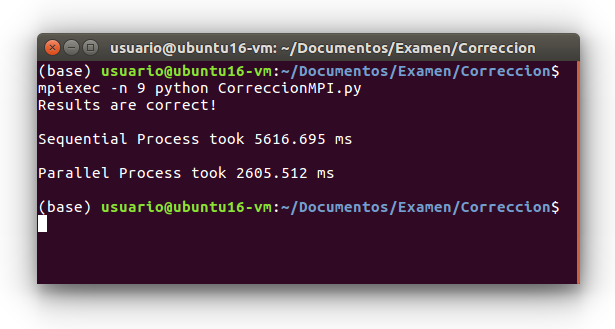 usuario@ubuntu16-vm: ~/Documentos/Examen/Correccion
(base) usuario@ubuntu16-vm:~/Documentos/Examen/Correccion$
mpiexec -n 9 python CorreccionMPI.py
Results are correct!
Sequential Process took 5616.695 ms
Parallel Process took 2605.512 ms
(base) usuario@ubuntu16-vm:~/Documentos/Examen/Correccion$